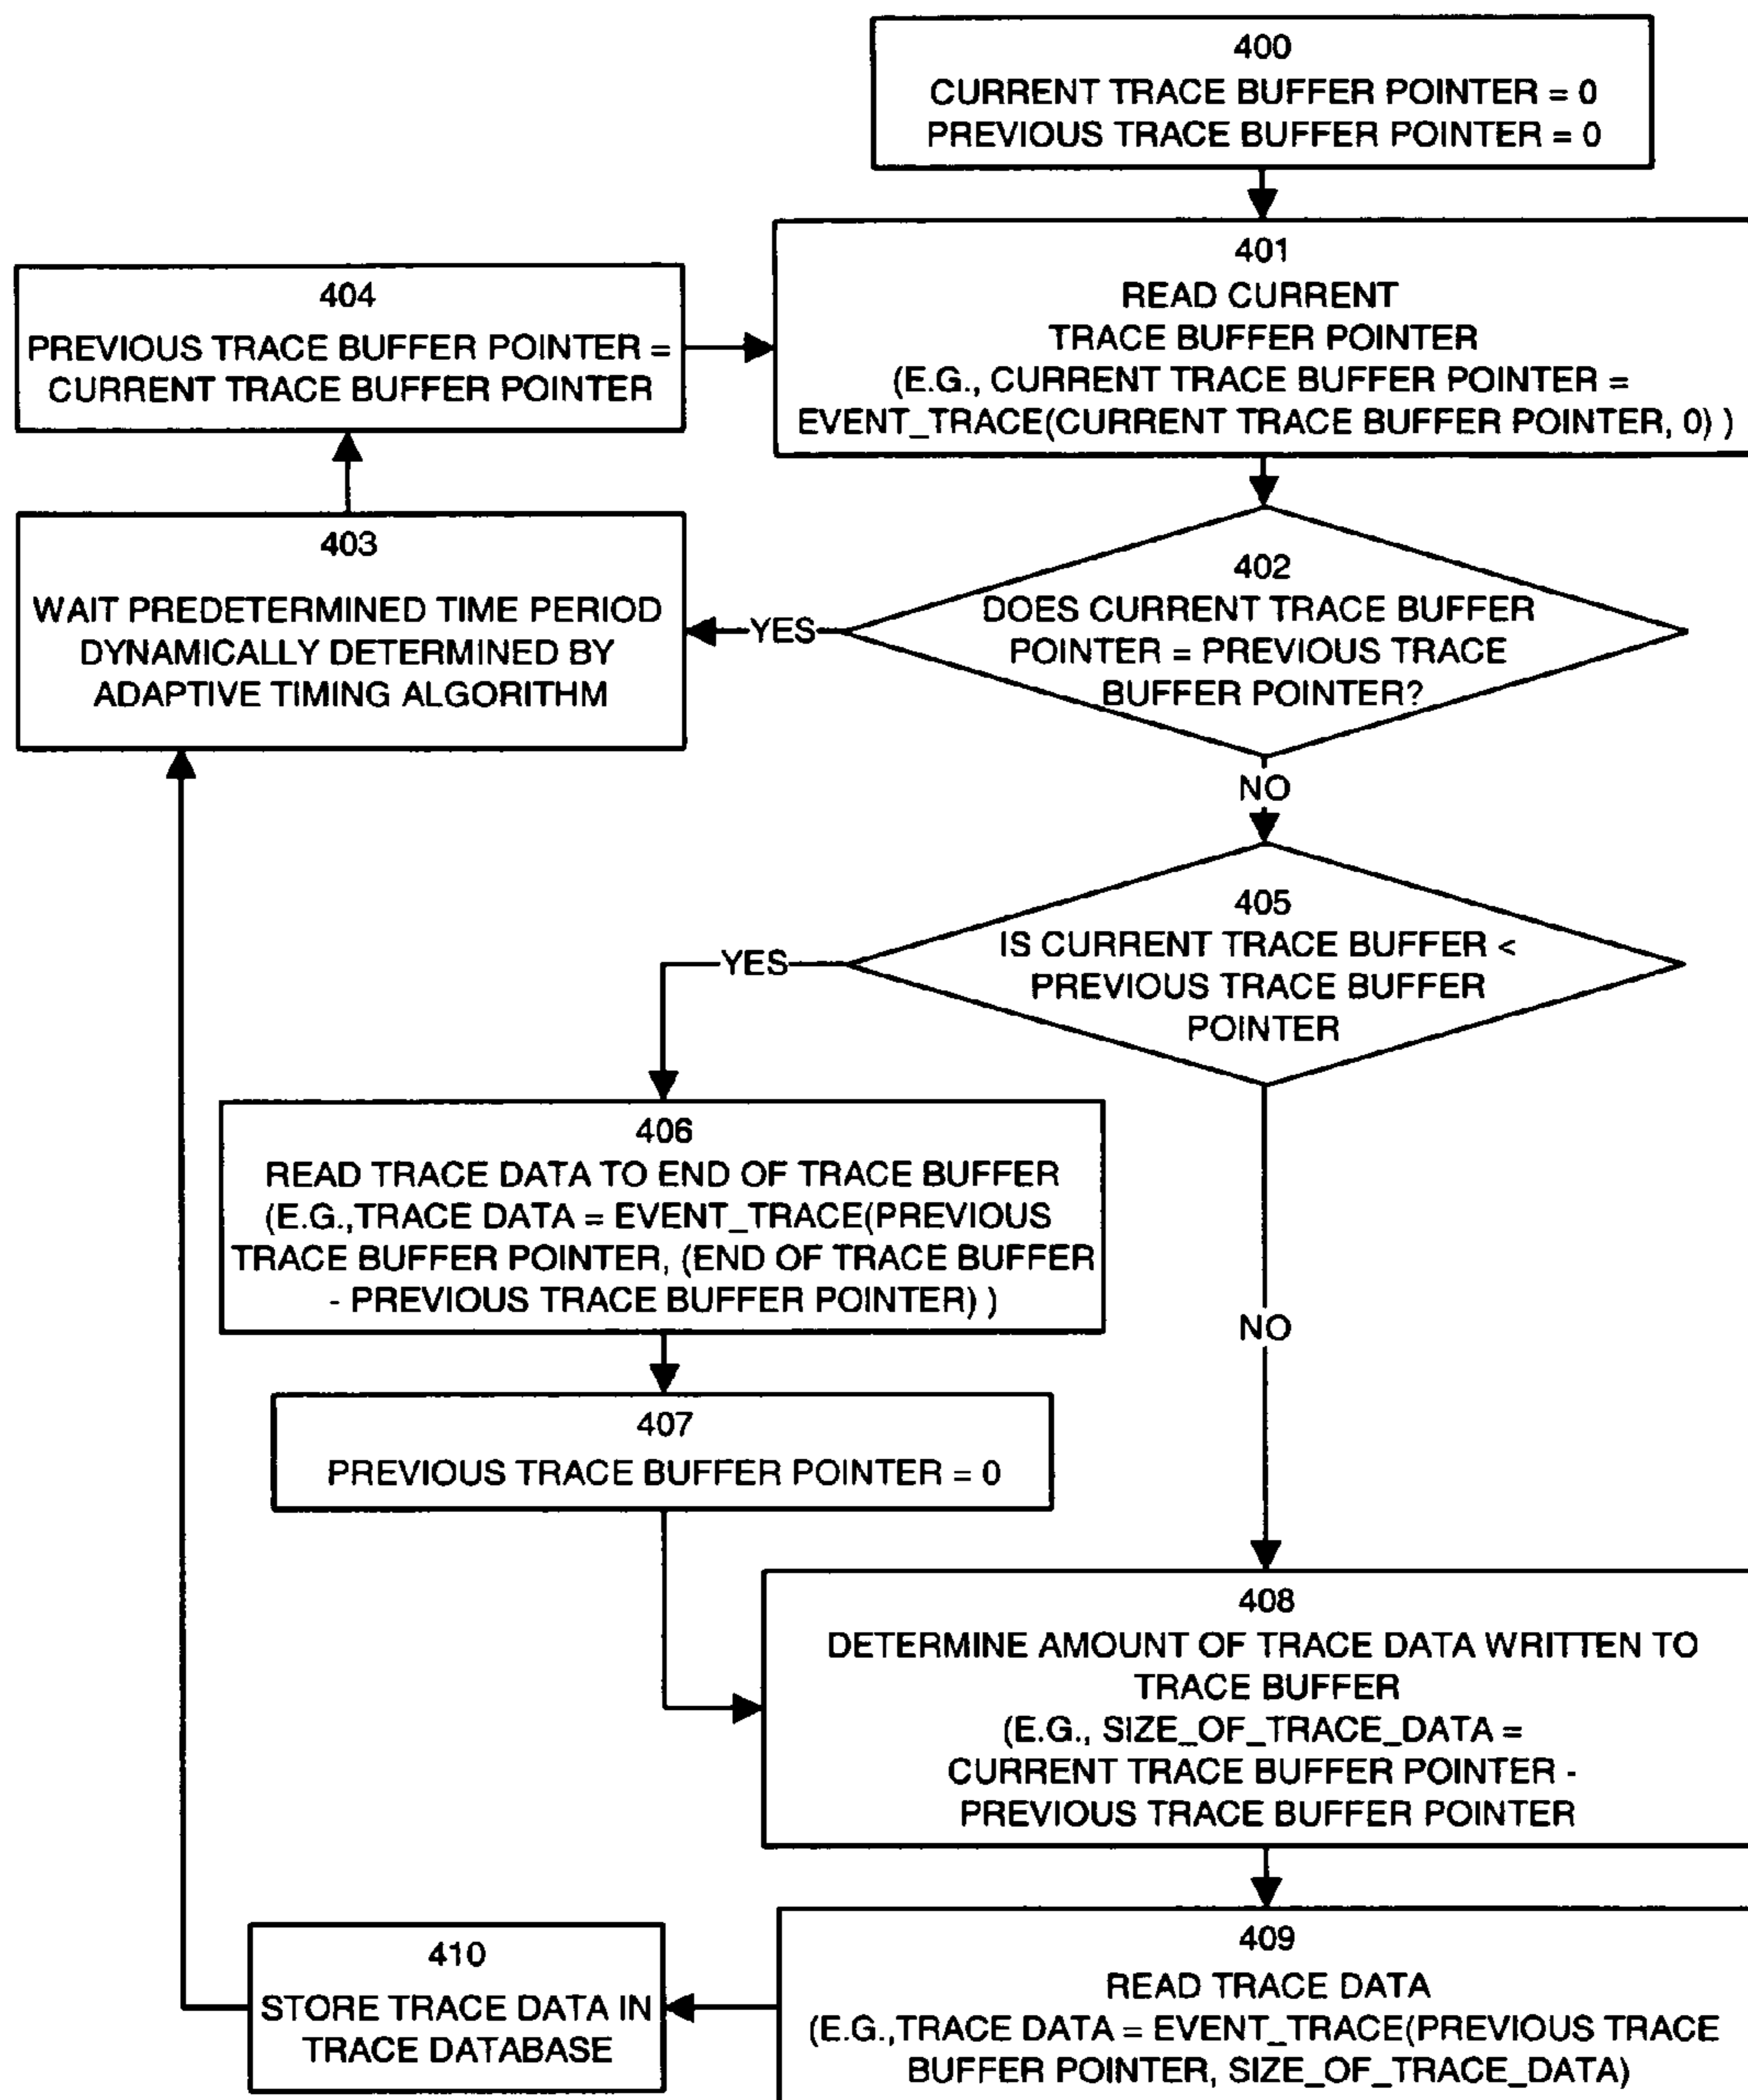 400
CURRENT TRACE BUFFER POINTER = 0
PREVIOUS TRACE BUFFER POINTER = 0
401
READ CURRENT
TRACE BUFFER POINTER
(E.G., CURRENT TRACE BUFFER POINTER =
EVENT_TRACE(CURRENT TRACE BUFFER POINTER, 0) )
404
PREVIOUS TRACE BUFFER POINTER =
CURRENT TRACE BUFFER POINTER
403
WAIT PREDETERMINED TIME PERIOD
DYNAMICALLY DETERMINED BY
ADAPTIVE TIMING ALGORITHM
YES
402
DOES CURRENT TRACE BUFFER
POINTER = PREVIOUS TRACE
BUFFER POINTER?
NO
405
IS CURRENT TRACE BUFFER <
PREVIOUS TRACE BUFFER
POINTER
YES
406
READ TRACE DATA TO END OF TRACE BUFFER
(E.G.,TRACE DATA = EVENT_TRACE(PREVIOUS
TRACE BUFFER POINTER, (END OF TRACE BUFFER
- PREVIOUS TRACE BUFFER POINTER) )
NO
407
PREVIOUS TRACE BUFFER POINTER = 0
408
DETERMINE AMOUNT OF TRACE DATA WRITTEN TO
TRACE BUFFER
(E.G., SIZE_OF_TRACE_DATA =
CURRENT TRACE BUFFER POINTER -
PREVIOUS TRACE BUFFER POINTER
409
READ TRACE DATA
(E.G.,TRACE DATA = EVENT_TRACE(PREVIOUS TRACE
BUFFER POINTER, SIZE_OF_TRACE_DATA)
410
STORE TRACE DATA IN
TRACE DATABASE